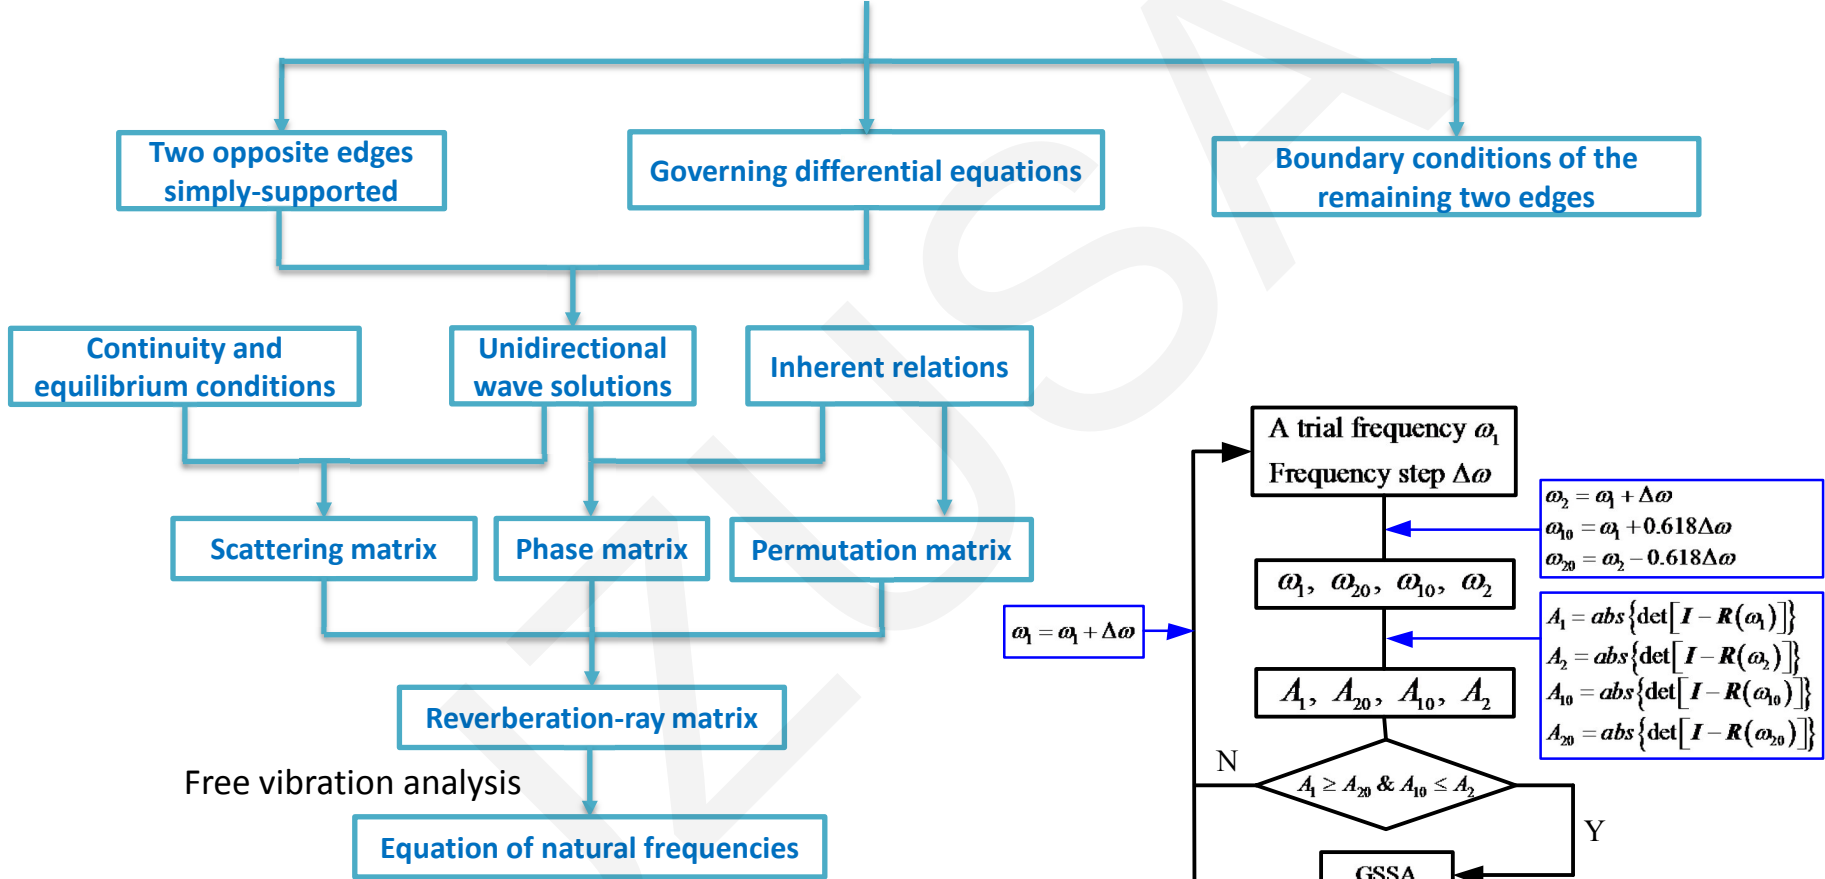 Two opposite edges
simply-supported
Governing differential equations
Boundary conditions of the
remaining two edges
Continuity and
equilibrium conditions
Unidirectional
wave solutions
Inherent relations
Scattering matrix
Phase matrix
Permutation matrix
Reverberation-ray matrix
Free vibration analysis
Equation of natural frequencies
A trial frequency ω₁
Frequency step Δω
ω₂ = ω₁ + Δω
ω₁₀ = ω₁ + 0.618Δω
ω₂₀ = ω₂ − 0.618Δω
ω₁, ω₂₀, ω₁₀, ω₂
ω₁ = ω₁ + Δω
A₁ = abs{det[I − R(ω₁)]}
A₂ = abs{det[I − R(ω₂)]}
A₁₀ = abs{det[I − R(ω₁₀)]}
A₂₀ = abs{det[I − R(ω₂₀)]}
A₁, A₂₀, A₁₀, A₂
N
A₁ ≥ A₂₀ & A₁₀ ≤ A₂
Y
GSSA
JZUSA